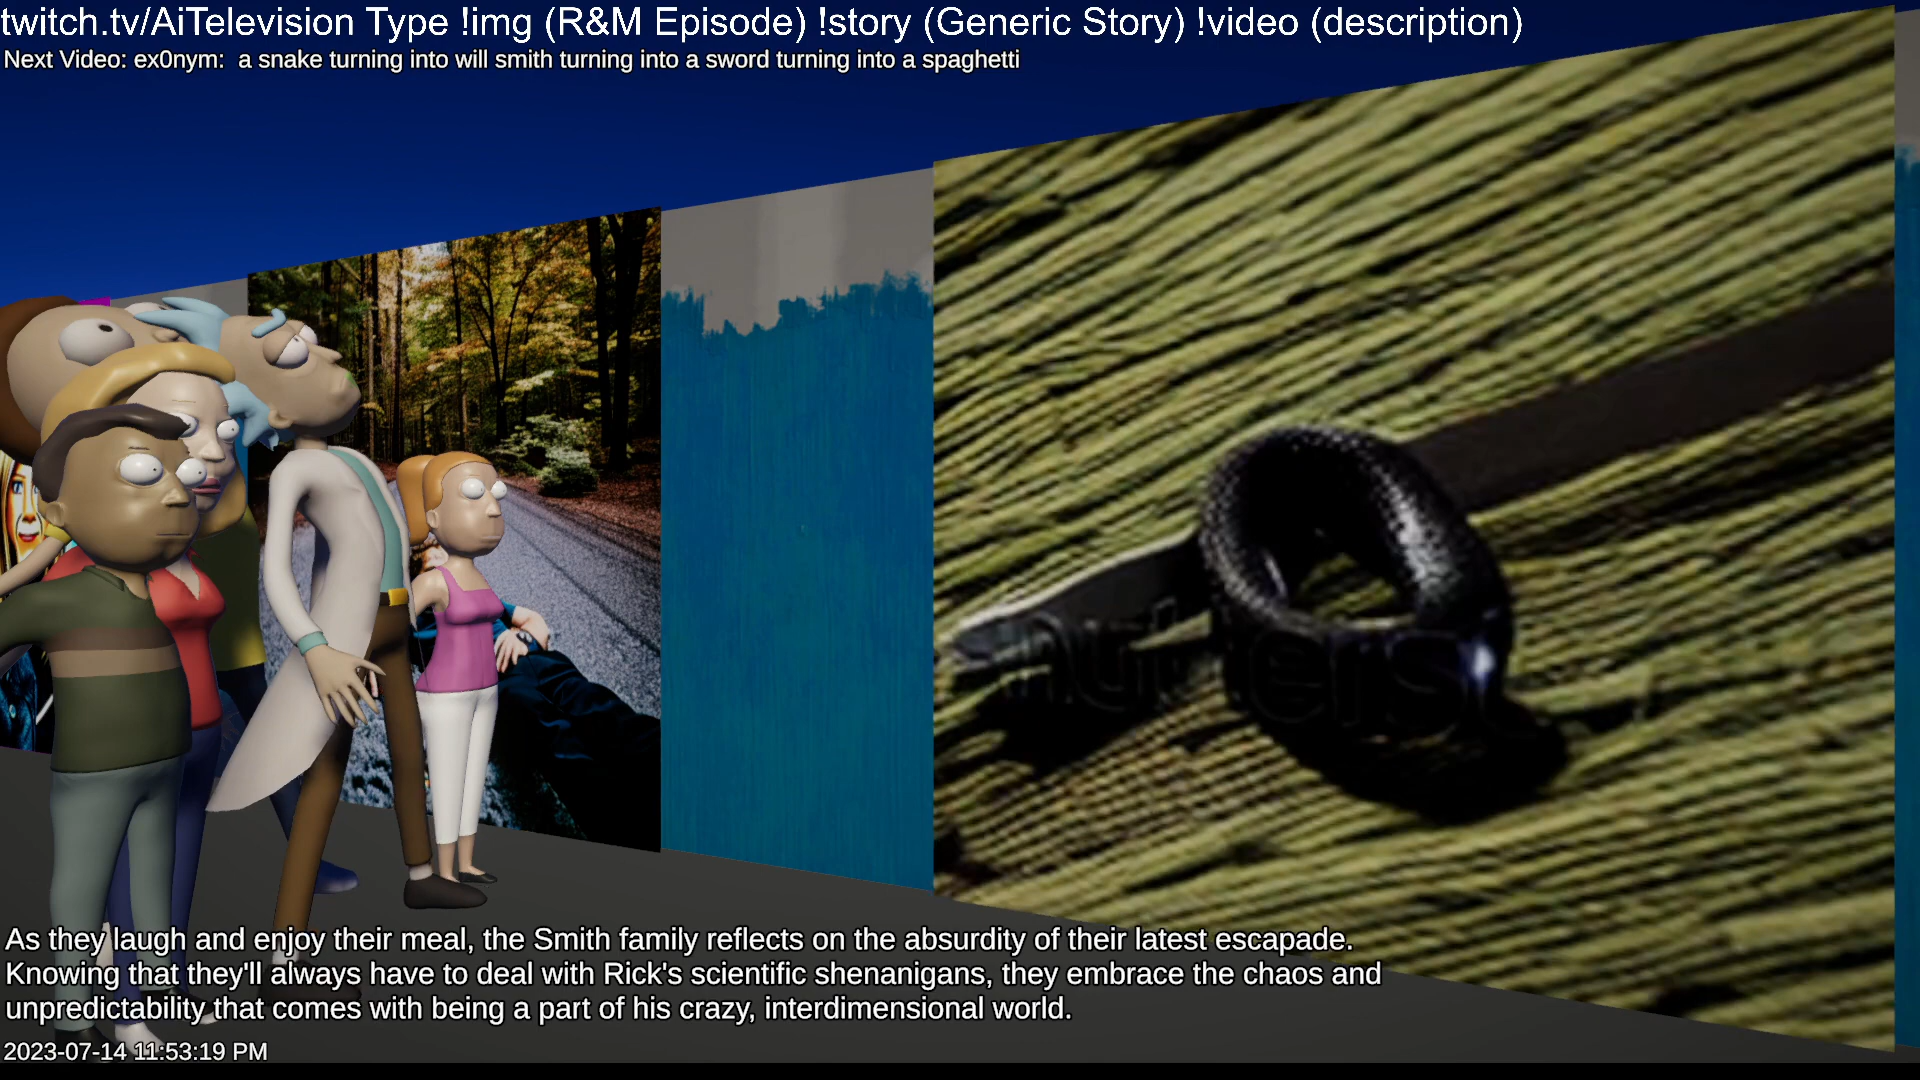 twitch.tv/AiTelevision Type !img (R&M Episode) !story (Generic Story) !video (description)
Next Video: ex0nym:  a snake turning into will smith turning into a sword turning into a spaghetti
As they laugh and enjoy their meal, the Smith family reflects on the absurdity of their latest escapade.
Knowing that they'll always have to deal with Rick's scientific shenanigans, they embrace the chaos and
unpredictability that comes with being a part of his crazy, interdimensional world.
2023-07-14 11:53:19 PM